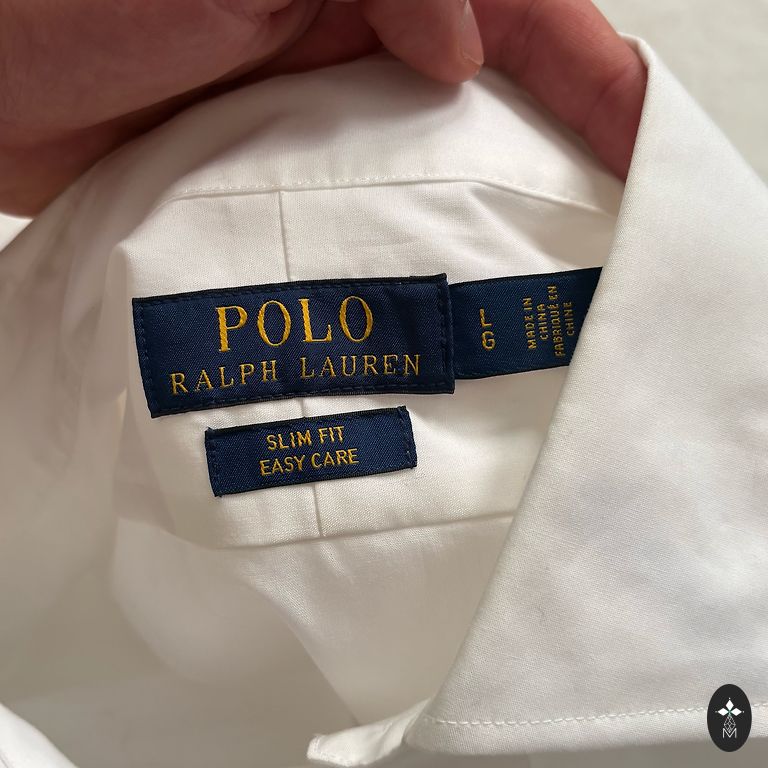 POLO
RALPH LAUREN
L
G
MADE IN
CHINA
FABRIQUÉ EN
CHINE
SLIM FIT
EASY CARE
M